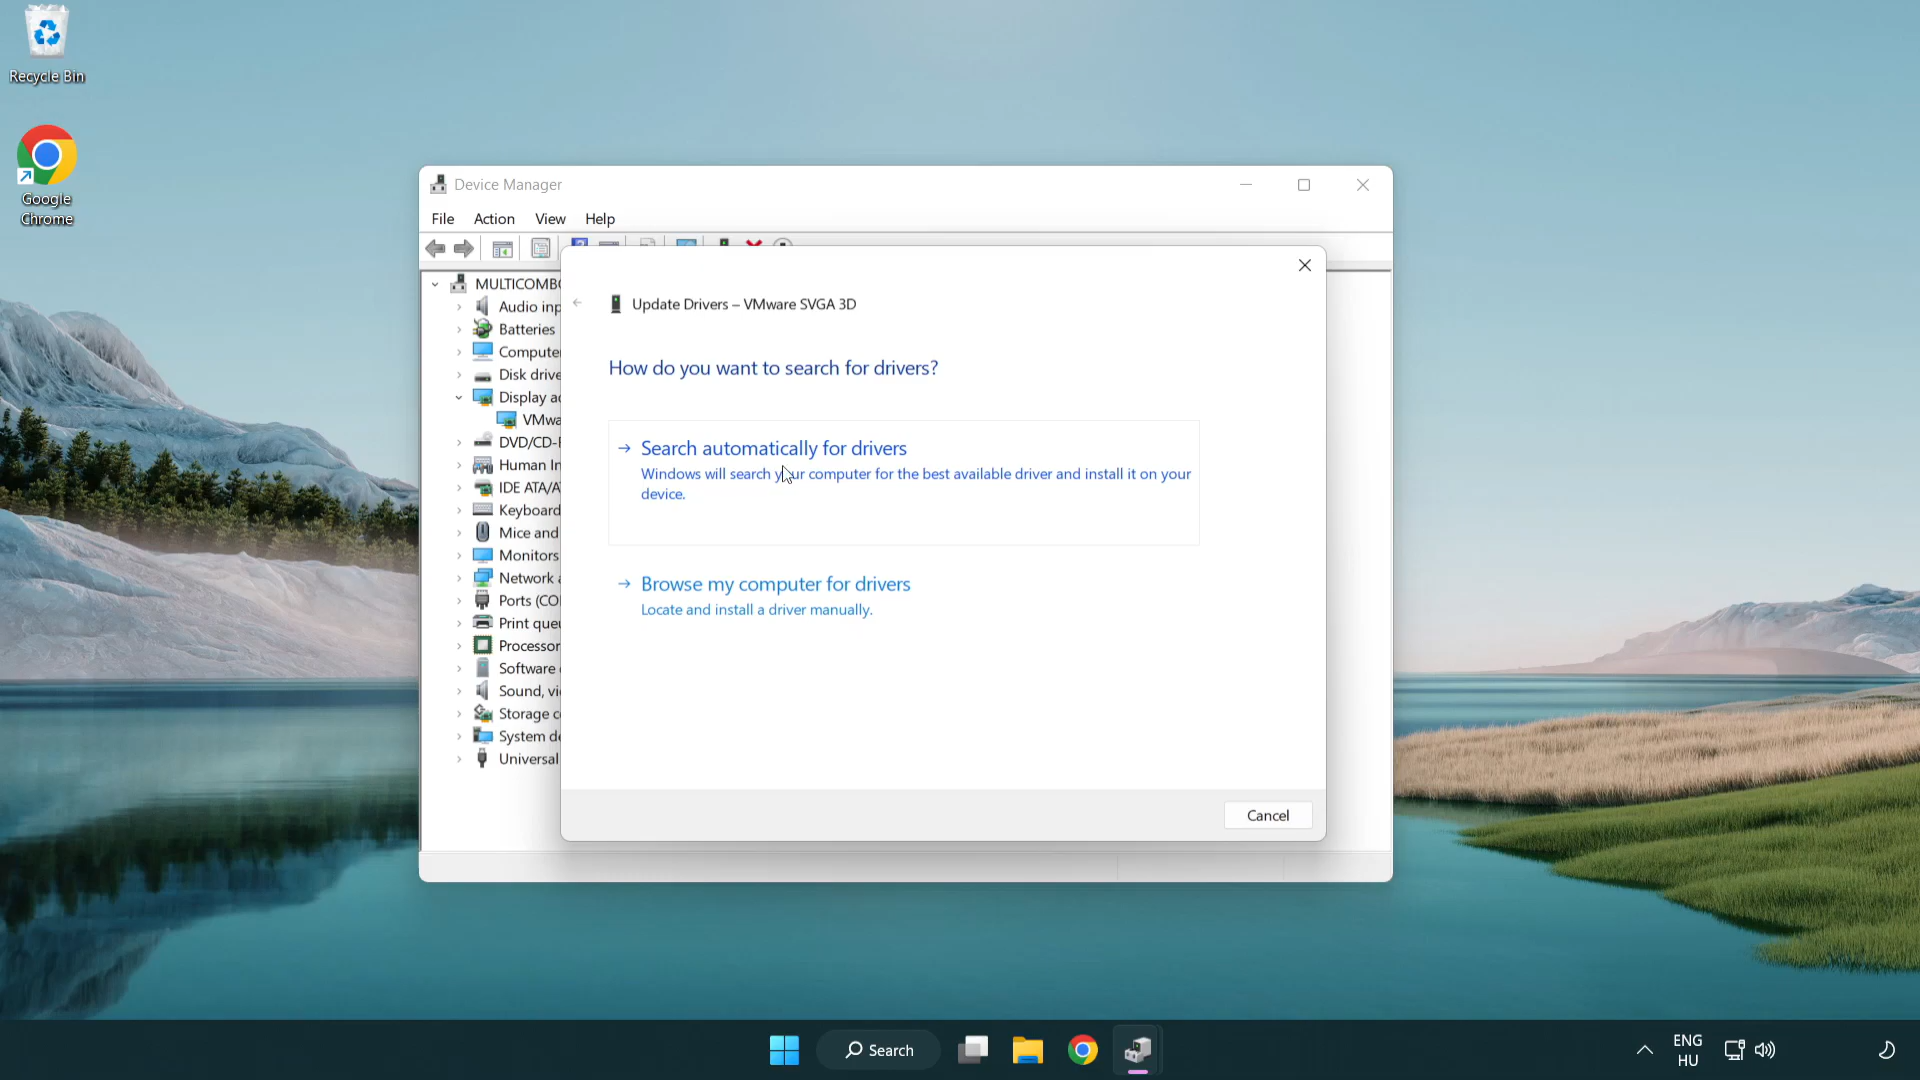 Recycle Bin
Google
Chrome
Device Manager
File Action View Help
MULTICOMBO
Audio inp
Batteries
Compute
Disk drive
Display a
VMwa
DVD/CD-
Human In
IDE ATA/A
Keyboard
Mice and
Monitors
Network
Ports (CO
Print que
Processor
Software
Sound, vi
Storage c
System de
Universal
Update Drivers – VMware SVGA 3D
How do you want to search for drivers?
Search automatically for drivers
Windows will search your computer for the best available driver and install it on your
device.
Browse my computer for drivers
Locate and install a driver manually.
Cancel
Search
ENG
HU